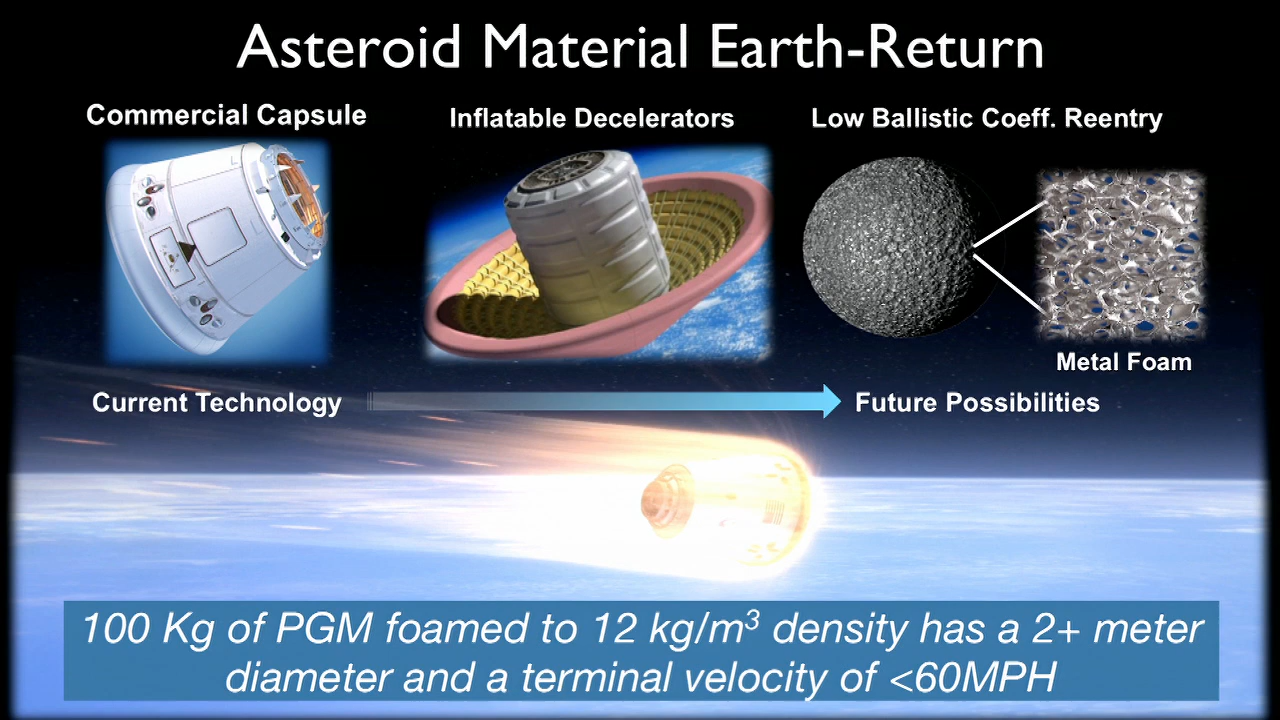 Asteroid Material Earth-Return
Commercial Capsule
Inflatable Decelerators
Low Ballistic Coeff. Reentry
Metal Foam
Current Technology
Future Possibilities
100 Kg of PGM foamed to 12 kg/m³ density has a 2+ meter
diameter and a terminal velocity of <60MPH